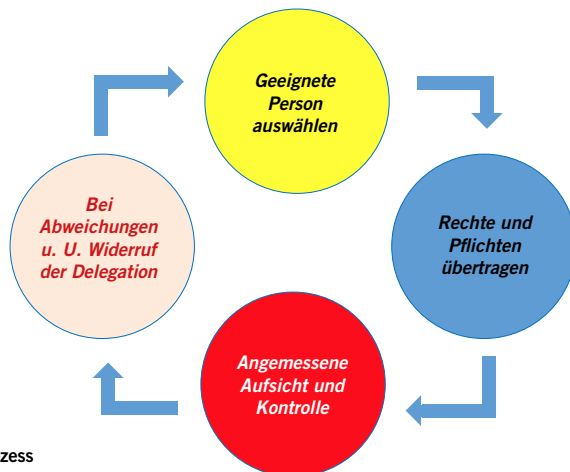 Geeignete
Person
auswählen
Rechte und
Pflichten
übertragen
Angemessene
Aufsicht und
Kontrolle
Bei
Abweichungen
u. U. Widerruf
der Delegation
zess